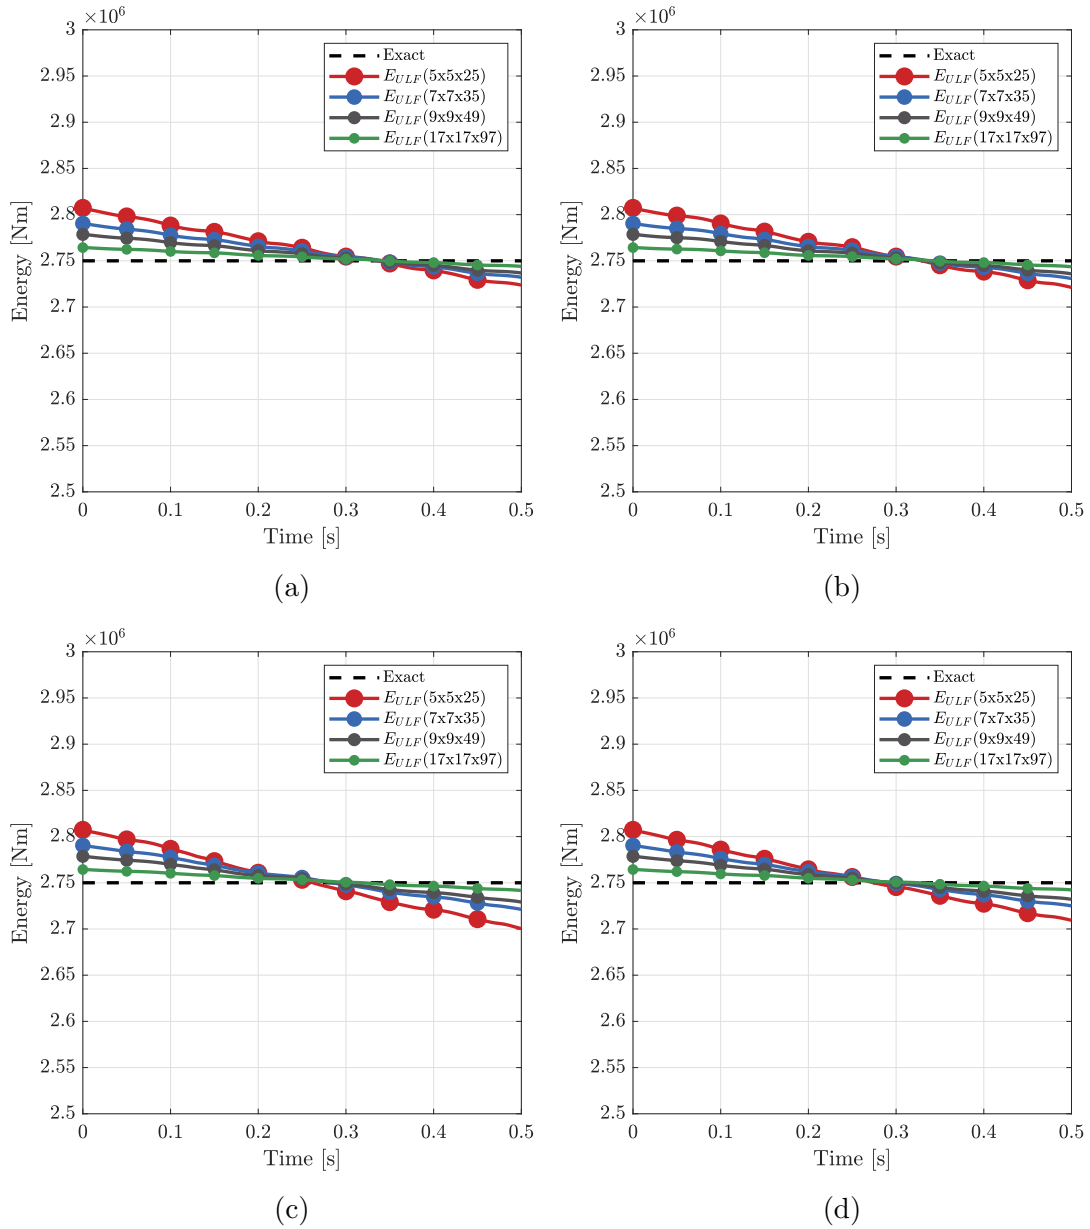 ×10⁶
3
2.95
2.9
2.85
2.8
2.75
2.7
2.65
2.6
2.55
2.5
Energy [Nm]
0 0.1 0.2 0.3 0.4 0.5
Time [s]
Exact
E_ULF(5x5x25)
E_ULF(7x7x35)
E_ULF(9x9x49)
E_ULF(17x17x97)
(a)
×10⁶
3
2.95
2.9
2.85
2.8
2.75
2.7
2.65
2.6
2.55
2.5
Energy [Nm]
0 0.1 0.2 0.3 0.4 0.5
Time [s]
Exact
E_ULF(5x5x25)
E_ULF(7x7x35)
E_ULF(9x9x49)
E_ULF(17x17x97)
(b)
×10⁶
3
2.95
2.9
2.85
2.8
2.75
2.7
2.65
2.6
2.55
2.5
Energy [Nm]
0 0.1 0.2 0.3 0.4 0.5
Time [s]
Exact
E_ULF(5x5x25)
E_ULF(7x7x35)
E_ULF(9x9x49)
E_ULF(17x17x97)
(c)
×10⁶
3
2.95
2.9
2.85
2.8
2.75
2.7
2.65
2.6
2.55
2.5
Energy [Nm]
0 0.1 0.2 0.3 0.4 0.5
Time [s]
Exact
E_ULF(5x5x25)
E_ULF(7x7x35)
E_ULF(9x9x49)
E_ULF(17x17x97)
(d)